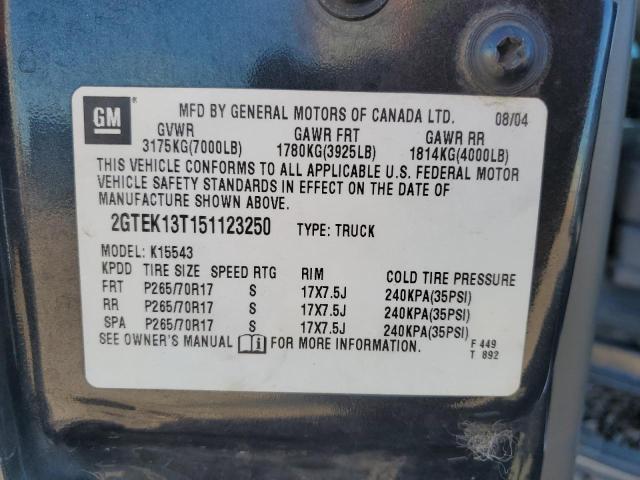 GM ® MFD BY GENERAL MOTORS OF CANADA LTD. 08/04
GVWR GAWR FRT GAWR RR
3175KG(7000LB) 1780KG(3925LB) 1814KG(4000LB)
THIS VEHICLE CONFORMS TO ALL APPLICABLE U.S. FEDERAL MOTOR
VEHICLE SAFETY STANDARDS IN EFFECT ON THE DATE OF
MANUFACTURE SHOWN ABOVE.
2GTEK13T151123250 TYPE: TRUCK
MODEL: K15543
KPDD TIRE SIZE SPEED RTG RIM COLD TIRE PRESSURE
FRT P265/70R17 S 17X7.5J 240KPA(35PSI)
RR P265/70R17 S 17X7.5J 240KPA(35PSI)
SPA P265/70R17 S 17X7.5J 240KPA(35PSI)
SEE OWNER'S MANUAL FOR MORE INFORMATION. F 449
T 892